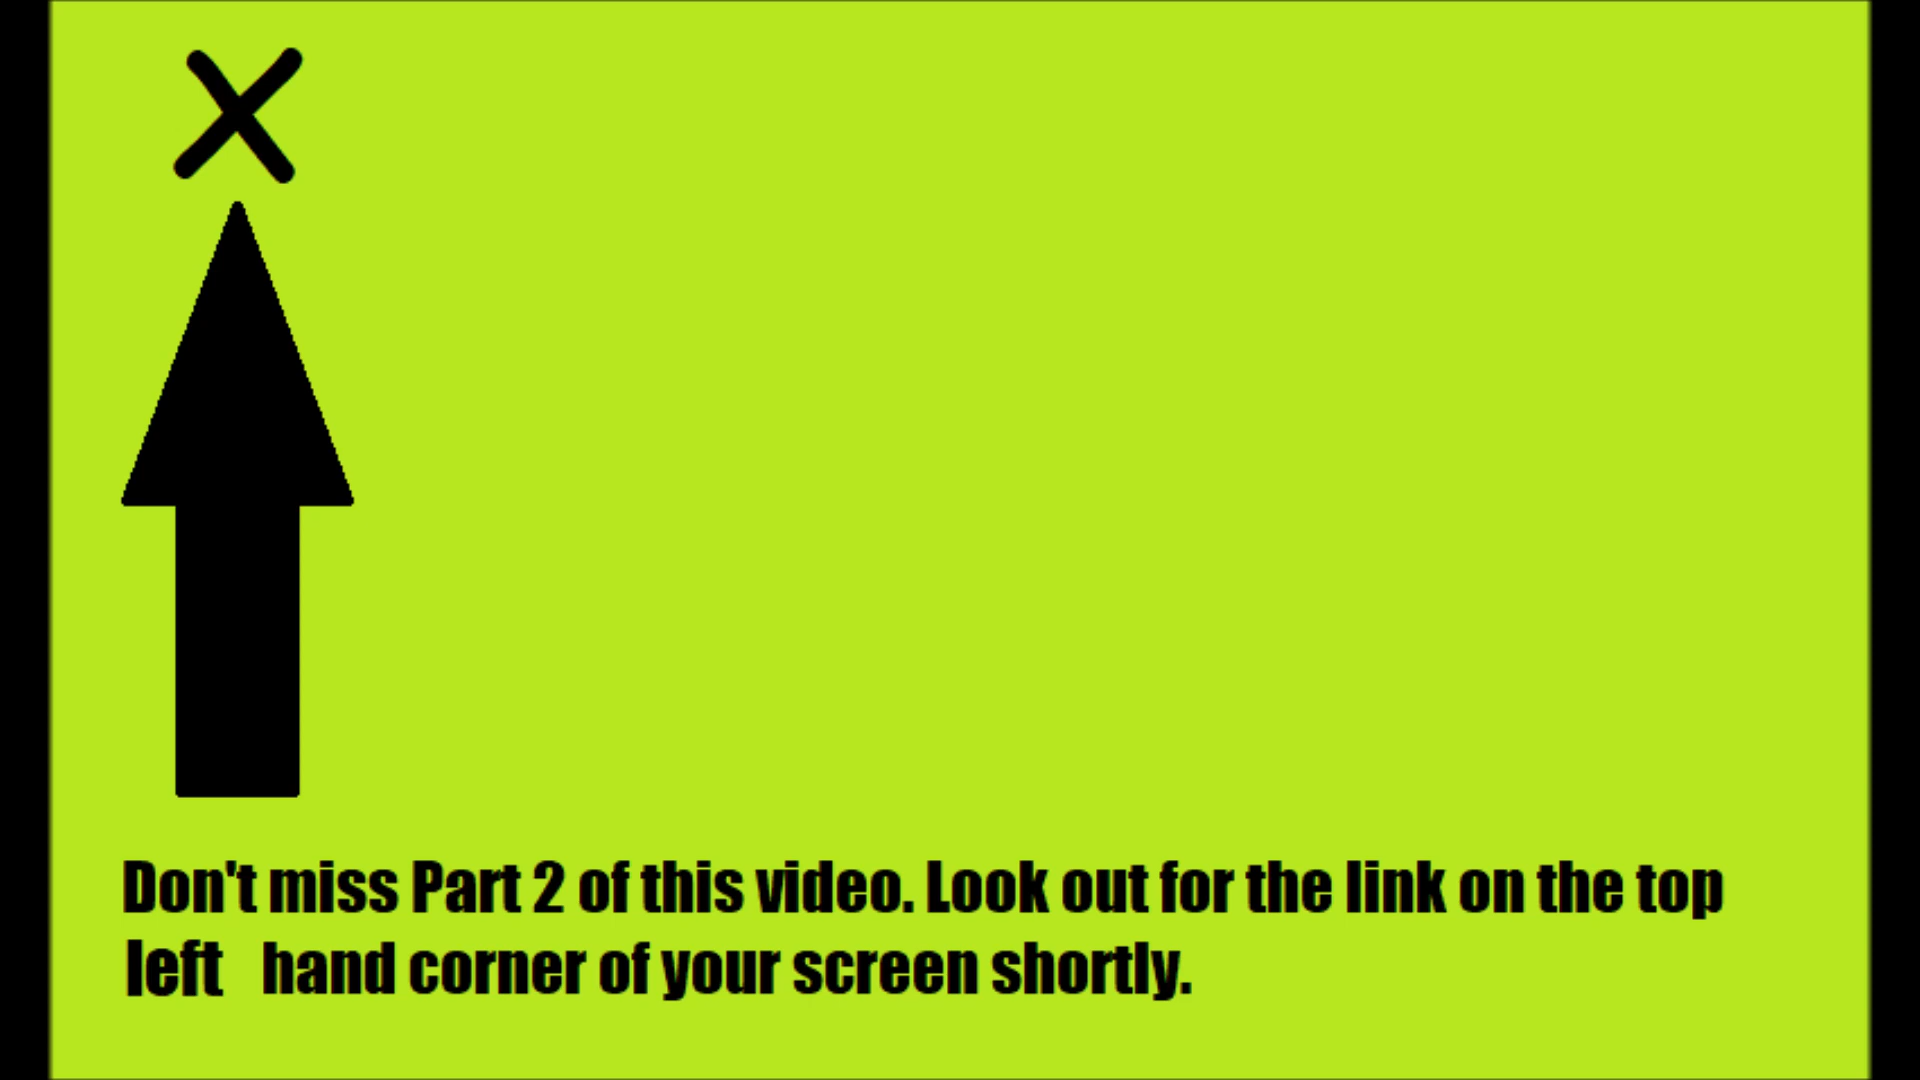 Don't miss Part 2 of this video. Look out for the link on the top
left hand corner of your screen shortly.